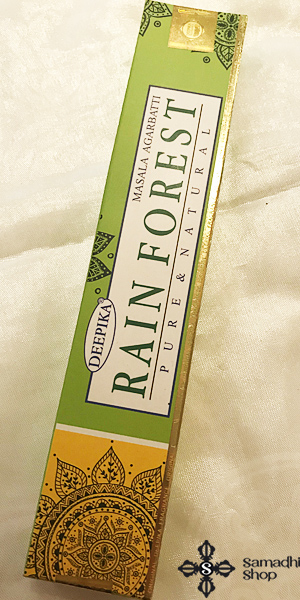 DEEPIKA®
MASALA AGARBATTI
RAIN FOREST
PURE & NATURAL
S
Samadhi
Shop